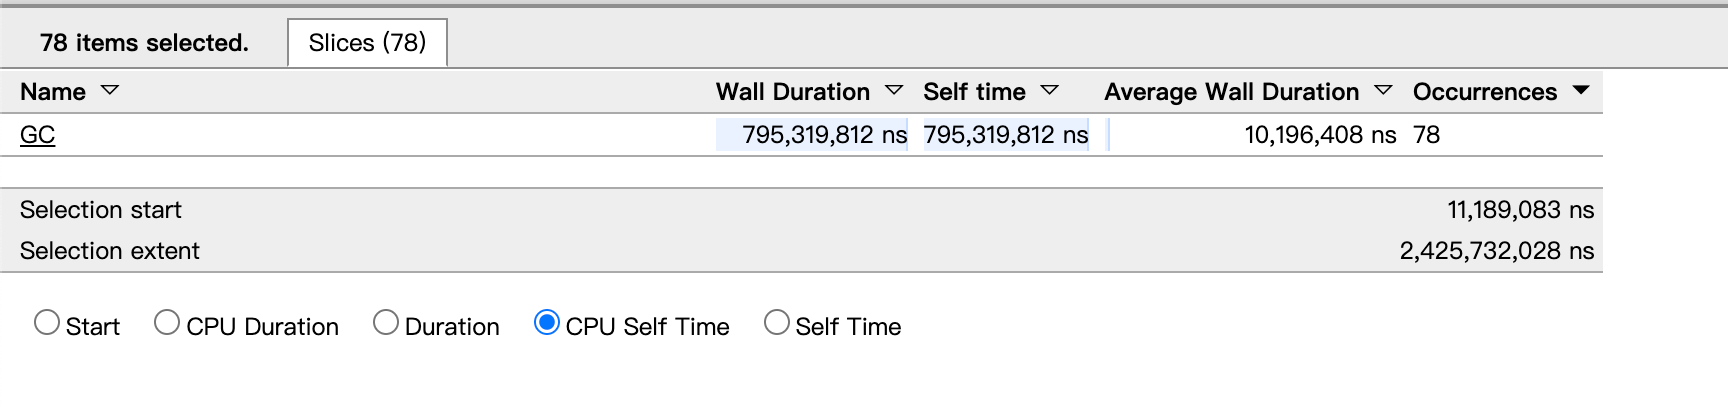 78 items selected. Slices (78)
Name Wall Duration Self time Average Wall Duration Occurrences
GC 795,319,812 ns 795,319,812 ns 10,196,408 ns 78
Selection start 11,189,083 ns
Selection extent 2,425,732,028 ns
Start CPU Duration Duration CPU Self Time Self Time